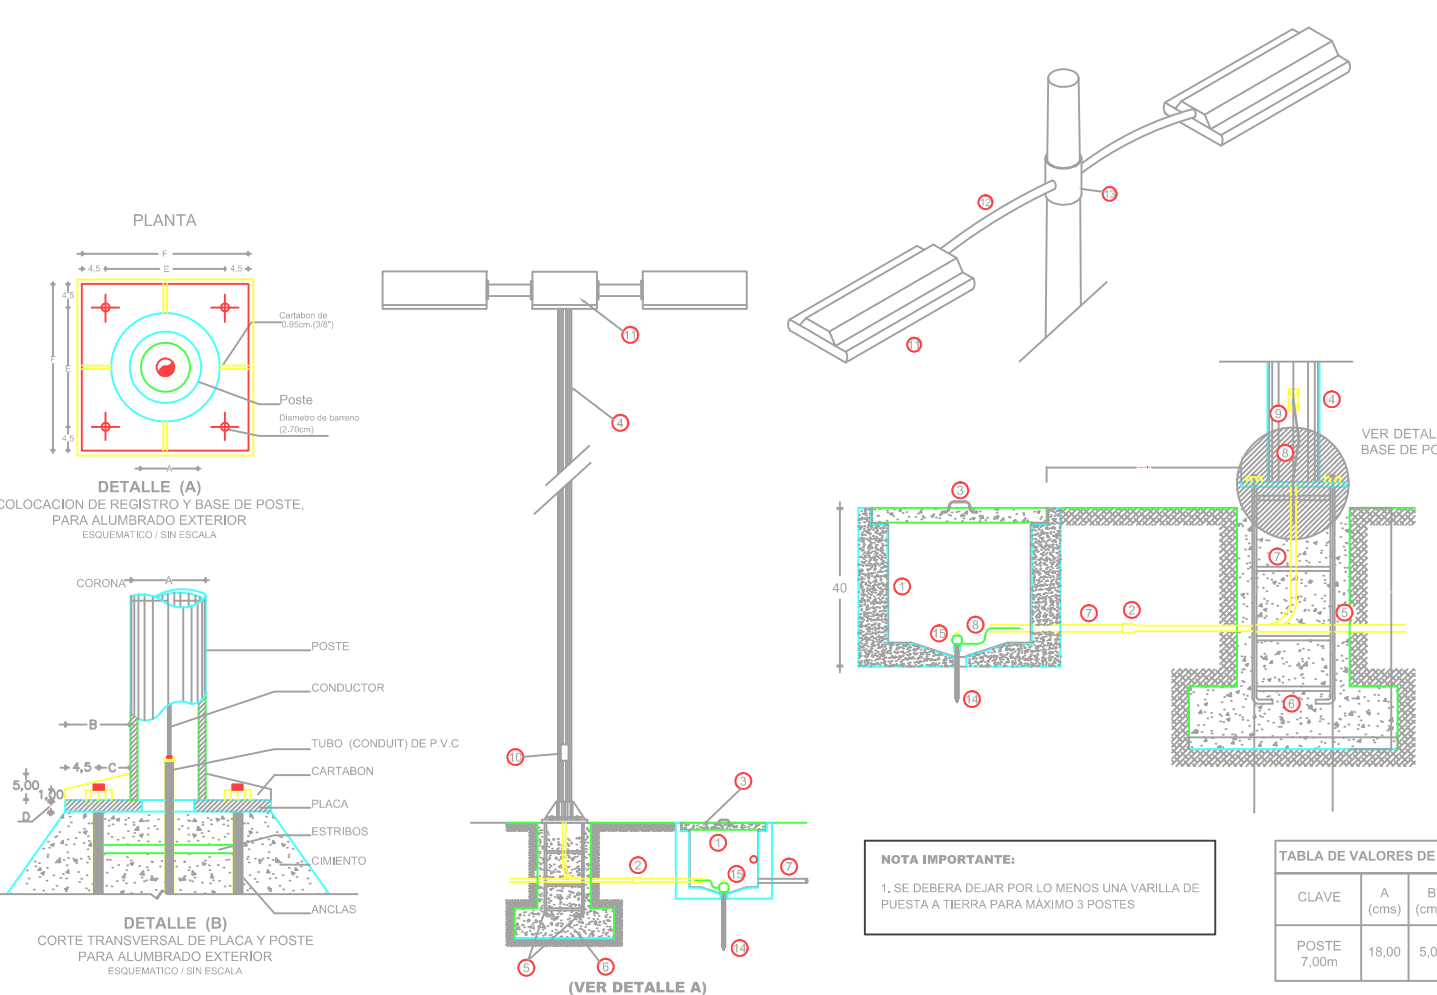 PLANTA
F
4,5
E
4,5
4,5
F
E
4,5
Cartabon de
0.95cm.(3/8")
Poste
Diametro de barreno
(2.70cm)
A
DETALLE (A)
COLOCACION DE REGISTRO Y BASE DE POSTE,
PARA ALUMBRADO EXTERIOR
ESQUEMATICO / SIN ESCALA
CORONA
A
POSTE
CONDUCTOR
B
TUBO (CONDUIT) DE P.V.C
4,5
C
CARTABON
5,00
1,00
D
PLACA
ESTRIBOS
CIMIENTO
ANCLAS
DETALLE (B)
CORTE TRANSVERSAL DE PLACA Y POSTE
PARA ALUMBRADO EXTERIOR
ESQUEMATICO / SIN ESCALA
11
4
10
3
1
2
15
7
14
5
6
(VER DETALLE A)
12
13
11
9
4
VER DETAL
BASE DE PO
8
3
40
1
7
2
8
15
7
5
14
6
NOTA IMPORTANTE:
1. SE DEBERA DEJAR POR LO MENOS UNA VARILLA DE
PUESTA A TIERRA PARA MÁXIMO 3 POSTES
TABLA DE VALORES DE
CLAVE
A
(cms)
B
(cm
POSTE
7,00m
18,00
5,0